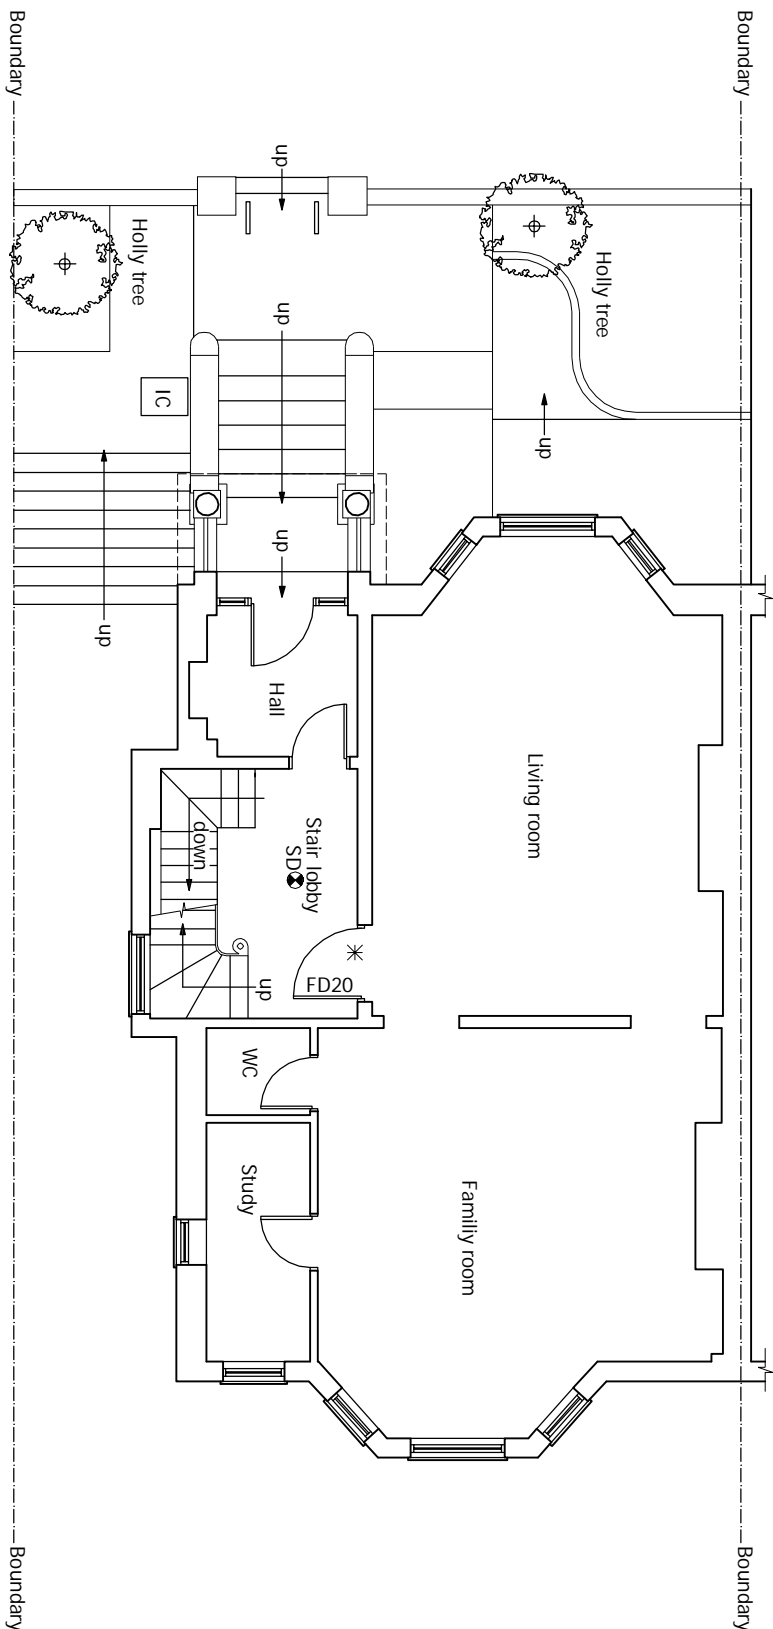 Boundary
Boundary
up
Holly tree
Holly tree
up
up
IC
up
up
Hall
Living room
Stair lobby
SD
down
up
FD20
WC
Study
Familiy room
Boundary
Boundary